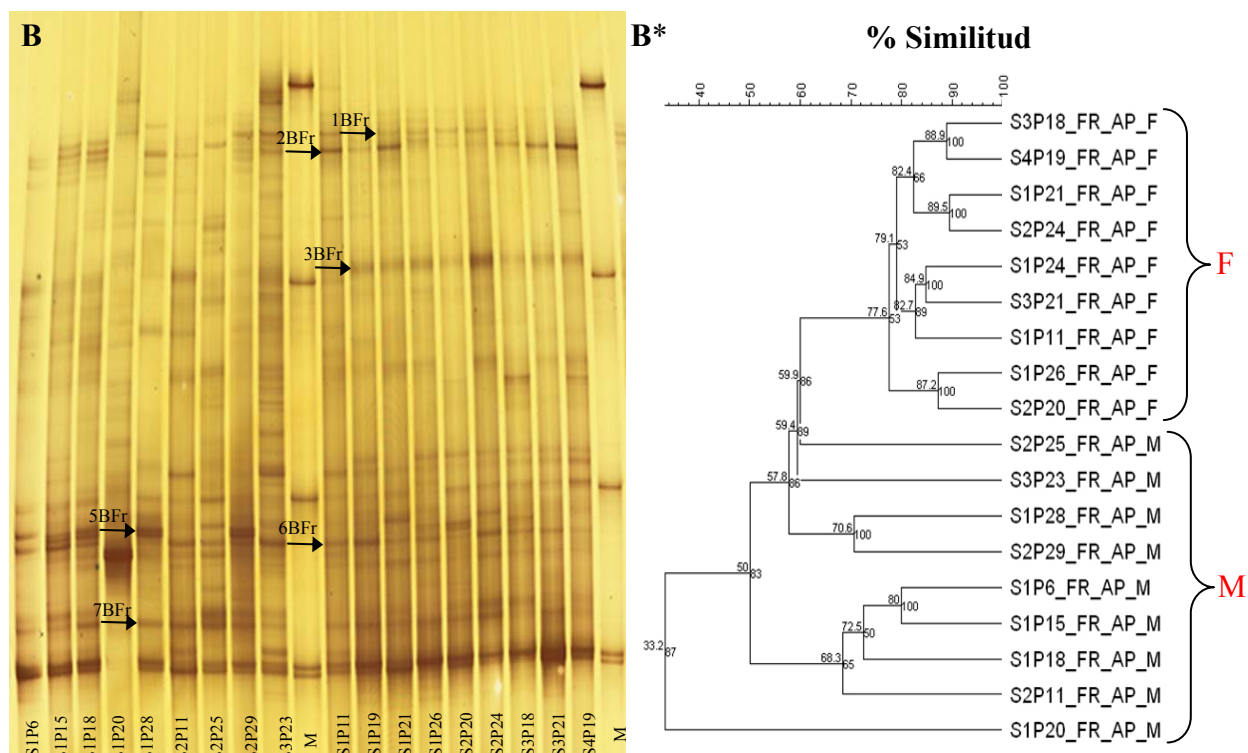 B
1BFr
2BFr
3BFr
5BFr
6BFr
7BFr
S1P6
S1P15
S1P18
S1P20
S1P28
S2P11
S2P25
S2P29
S3P23
M
S1P11
S1P19
S1P21
S1P26
S2P20
S2P24
S3P18
S3P21
S4P19
M
B*
% Similitud
40 50 60 70 80 90 100
S3P18_FR_AP_F
S4P19_FR_AP_F
S1P21_FR_AP_F
S2P24_FR_AP_F
S1P24_FR_AP_F
S3P21_FR_AP_F
S1P11_FR_AP_F
S1P26_FR_AP_F
S2P20_FR_AP_F
S2P25_FR_AP_M
S3P23_FR_AP_M
S1P28_FR_AP_M
S2P29_FR_AP_M
S1P6_FR_AP_M
S1P15_FR_AP_M
S1P18_FR_AP_M
S2P11_FR_AP_M
S1P20_FR_AP_M
88.9 100
82.4 66
89.5 100
79.1 53
84.9 100
82.7 89
77.6 53
87.2 100
59.9 86
59.4 89
57.8 86
70.6 100
50 83
80 100
72.5 50
68.3 65
33.2 87
F
M